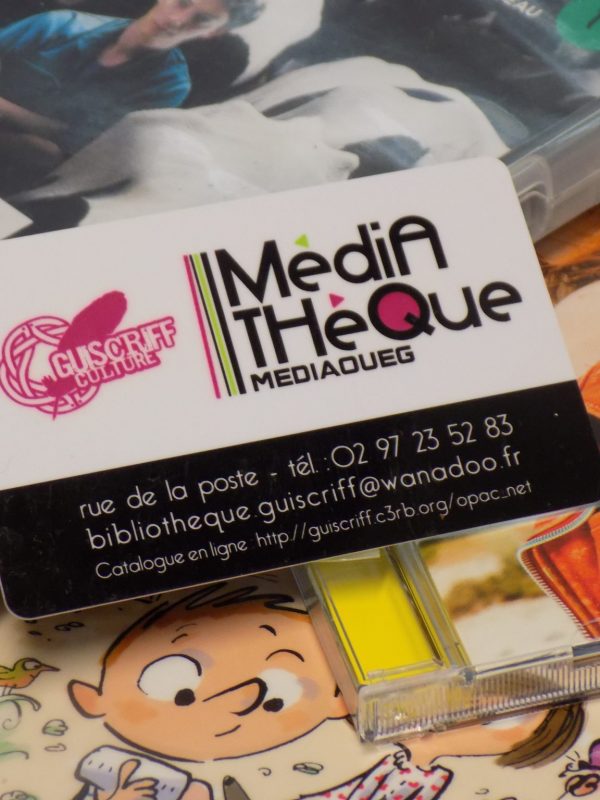 EAU
GUISCRIFF
CULTURE
MédiA
THèQue
MEDIAOUEG
rue de la poste - tél. : 02 97 23 52 83
bibliotheque.guiscriff@wanadoo.fr
Catalogue en ligne http://guiscriff.c3rb.org/opac_net